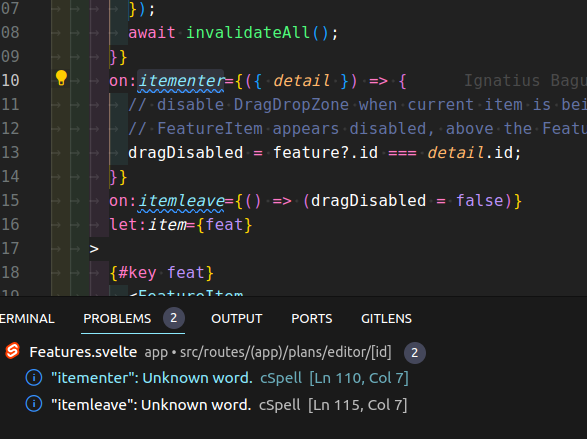 07 });
08 await invalidateAll();
09 }}
10 on:itementer={({ detail }) => { Ignatius Bagu
11 // disable DragDropZone when current item is bei
12 // FeatureItem appears disabled, above the Featu
13 dragDisabled = feature?.id === detail.id;
14 }}
15 on:itemleave={() => (dragDisabled = false)}
16 let:item={feat}
17 >
18 {#key feat}
19 <FeatureItem
ERMINAL PROBLEMS 2 OUTPUT PORTS GITLENS
Features.svelte app • src/routes/(app)/plans/editor/[id] 2
"itementer": Unknown word. cSpell [Ln 110, Col 7]
"itemleave": Unknown word. cSpell [Ln 115, Col 7]